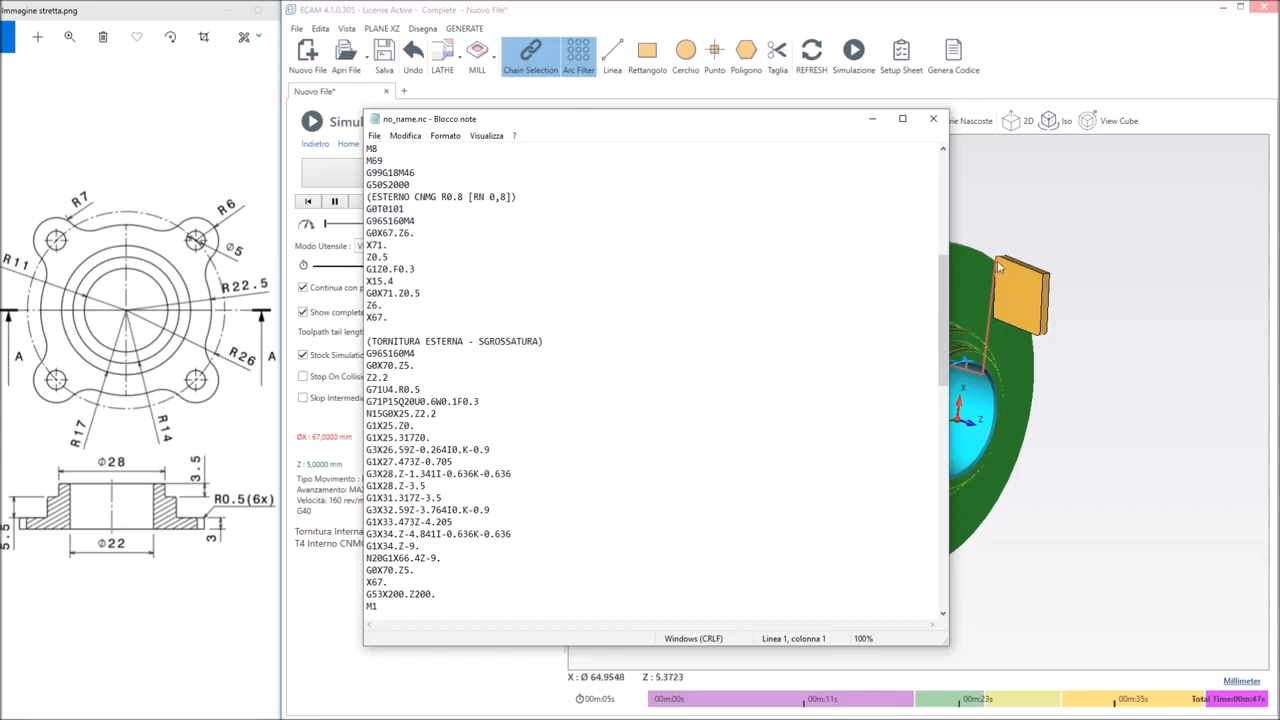 Immagine stretta.png
R7
R6
⌀5
R11
R22.5
A
A
R26
R17
R14
⌀28
3.5
R0.5(6x)
5.5
3
⌀22
ECAM 4.1.0.305 - License Active - Complete - Nuovo File*
File Edita Vista PLANE XZ Disegna GENERATE
Nuovo File Apri File Salva Undo LATHE MILL Chain Selection Arc Filter Linea Rettangolo Cerchio Punto Poligono Taglia REFRESH Simulazione Setup Sheet Genera Codice
Nuovo File*
Indietro Home
Modo Utensile :
Continua con p
Show complete
Toolpath tail length
Stock Simulatio
Stop On Collisi
Skip Intermedia
ØX : 67,0000 mm
Z : 5,0000 mm
Tipo Movimento :
Avanzamento: MA
Velocità: 160 rev/m
G40
Tornitura Interna
T4 Interno CNMG
no_name.nc - Blocco note
File Modifica Formato Visualizza ?
M8
M69
G99G18M46
G50S2000
(ESTERNO CNMG R0.8 [RN 0,8])
G0T0101
G96S160M4
G0X67.Z6.
X71.
Z0.5
G1Z0.F0.3
X15.4
G0X71.Z0.5
Z6.
X67.
(TORNITURA ESTERNA - SGROSSATURA)
G96S160M4
G0X70.Z5.
Z2.2
G71U4.R0.5
G71P15Q20U0.6W0.1F0.3
N15G0X25.Z2.2
G1X25.Z0.
G1X25.317Z0.
G3X26.59Z-0.264I0.K-0.9
G1X27.473Z-0.705
G3X28.Z-1.341I-0.636K-0.636
G1X28.Z-3.5
G1X31.317Z-3.5
G3X32.59Z-3.764I0.K-0.9
G1X33.473Z-4.205
G3X34.Z-4.841I-0.636K-0.636
G1X34.Z-9.
N20G1X66.4Z-9.
G0X70.Z5.
X67.
G53X200.Z200.
M1
Windows (CRLF) Linea 1, colonna 1 100%
rie Nascoste 2D Iso View Cube
X
Z
X : Ø 64,9548 Z : 5,3723
Millimeter
00m:05s 00m:00s 00m:11s 00m:23s 00m:35s Total Time:00m:47s